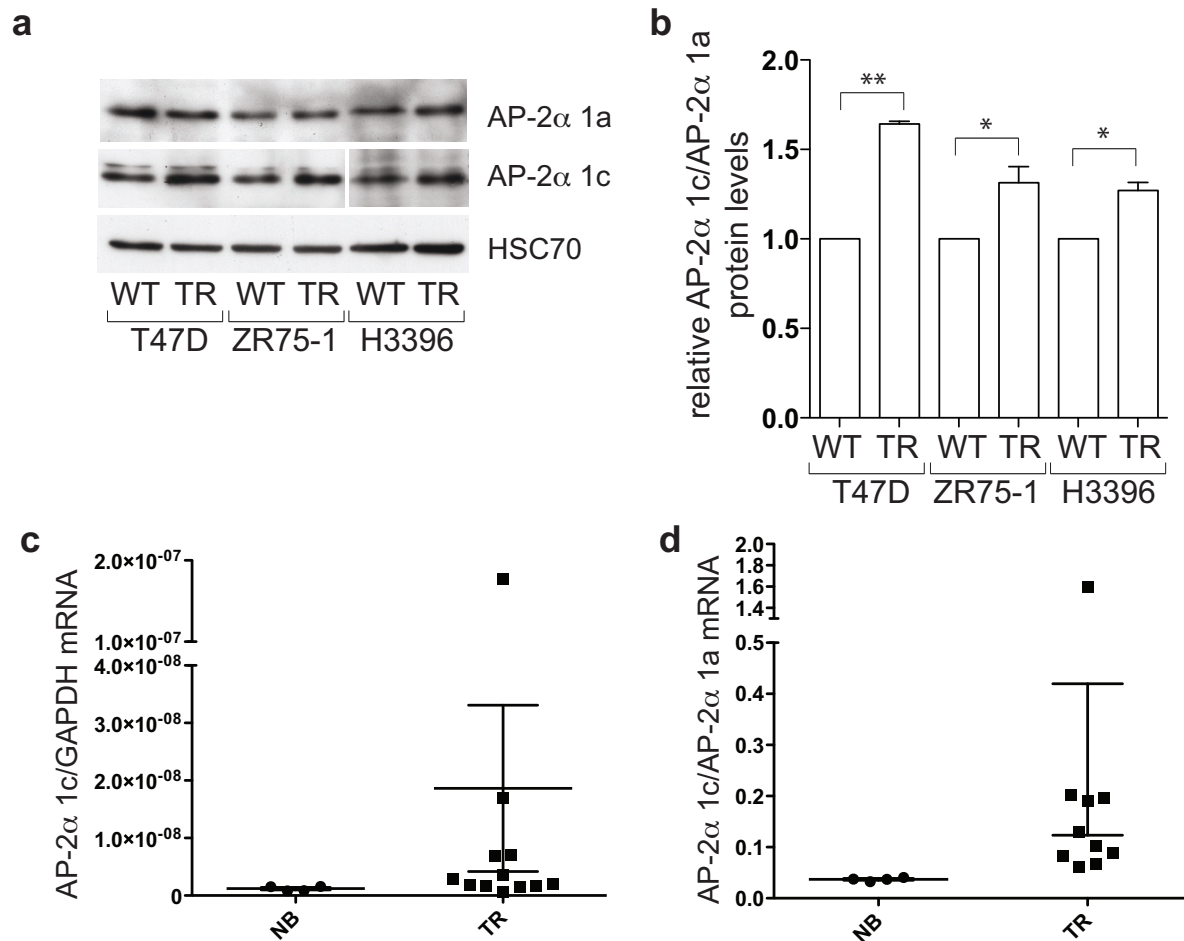 a
AP-2α 1a
AP-2α 1c
HSC70
WT TR WT TR WT TR
T47D ZR75-1 H3396
b
relative AP-2α 1c/AP-2α 1a
protein levels
2.0
1.5
1.0
0.5
0.0
**
*
*
WT TR WT TR WT TR
T47D ZR75-1 H3396
c
AP-2α 1c/GAPDH mRNA
2.0×10⁻⁰⁷
1.0×10⁻⁰⁷
4.0×10⁻⁰⁸
3.0×10⁻⁰⁸
2.0×10⁻⁰⁸
1.0×10⁻⁰⁸
0
NB TR
d
AP-2α 1c/AP-2α 1a mRNA
2.0
1.8
1.6
1.4
0.5
0.4
0.3
0.2
0.1
0.0
NB TR